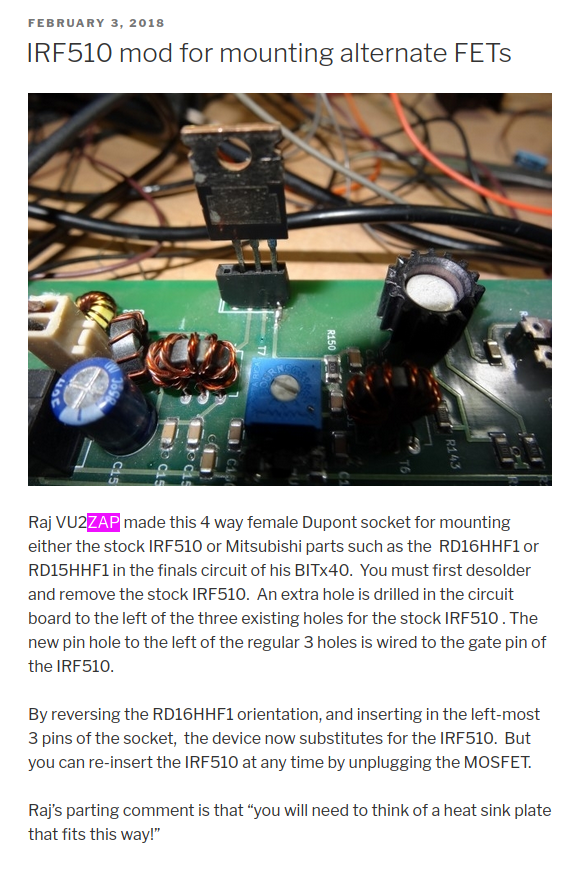 FEBRUARY 3, 2018
IRF510 mod for mounting alternate FETs
R150
T7
R143
T6
Raj VU2ZAP made this 4 way female Dupont socket for mounting
either the stock IRF510 or Mitsubishi parts such as the RD16HHF1 or
RD15HHF1 in the finals circuit of his BITx40. You must first desolder
and remove the stock IRF510. An extra hole is drilled in the circuit
board to the left of the three existing holes for the stock IRF510 . The
new pin hole to the left of the regular 3 holes is wired to the gate pin of
the IRF510.
By reversing the RD16HHF1 orientation, and inserting in the left-most
3 pins of the socket, the device now substitutes for the IRF510. But
you can re-insert the IRF510 at any time by unplugging the MOSFET.
Raj’s parting comment is that “you will need to think of a heat sink plate
that fits this way!”